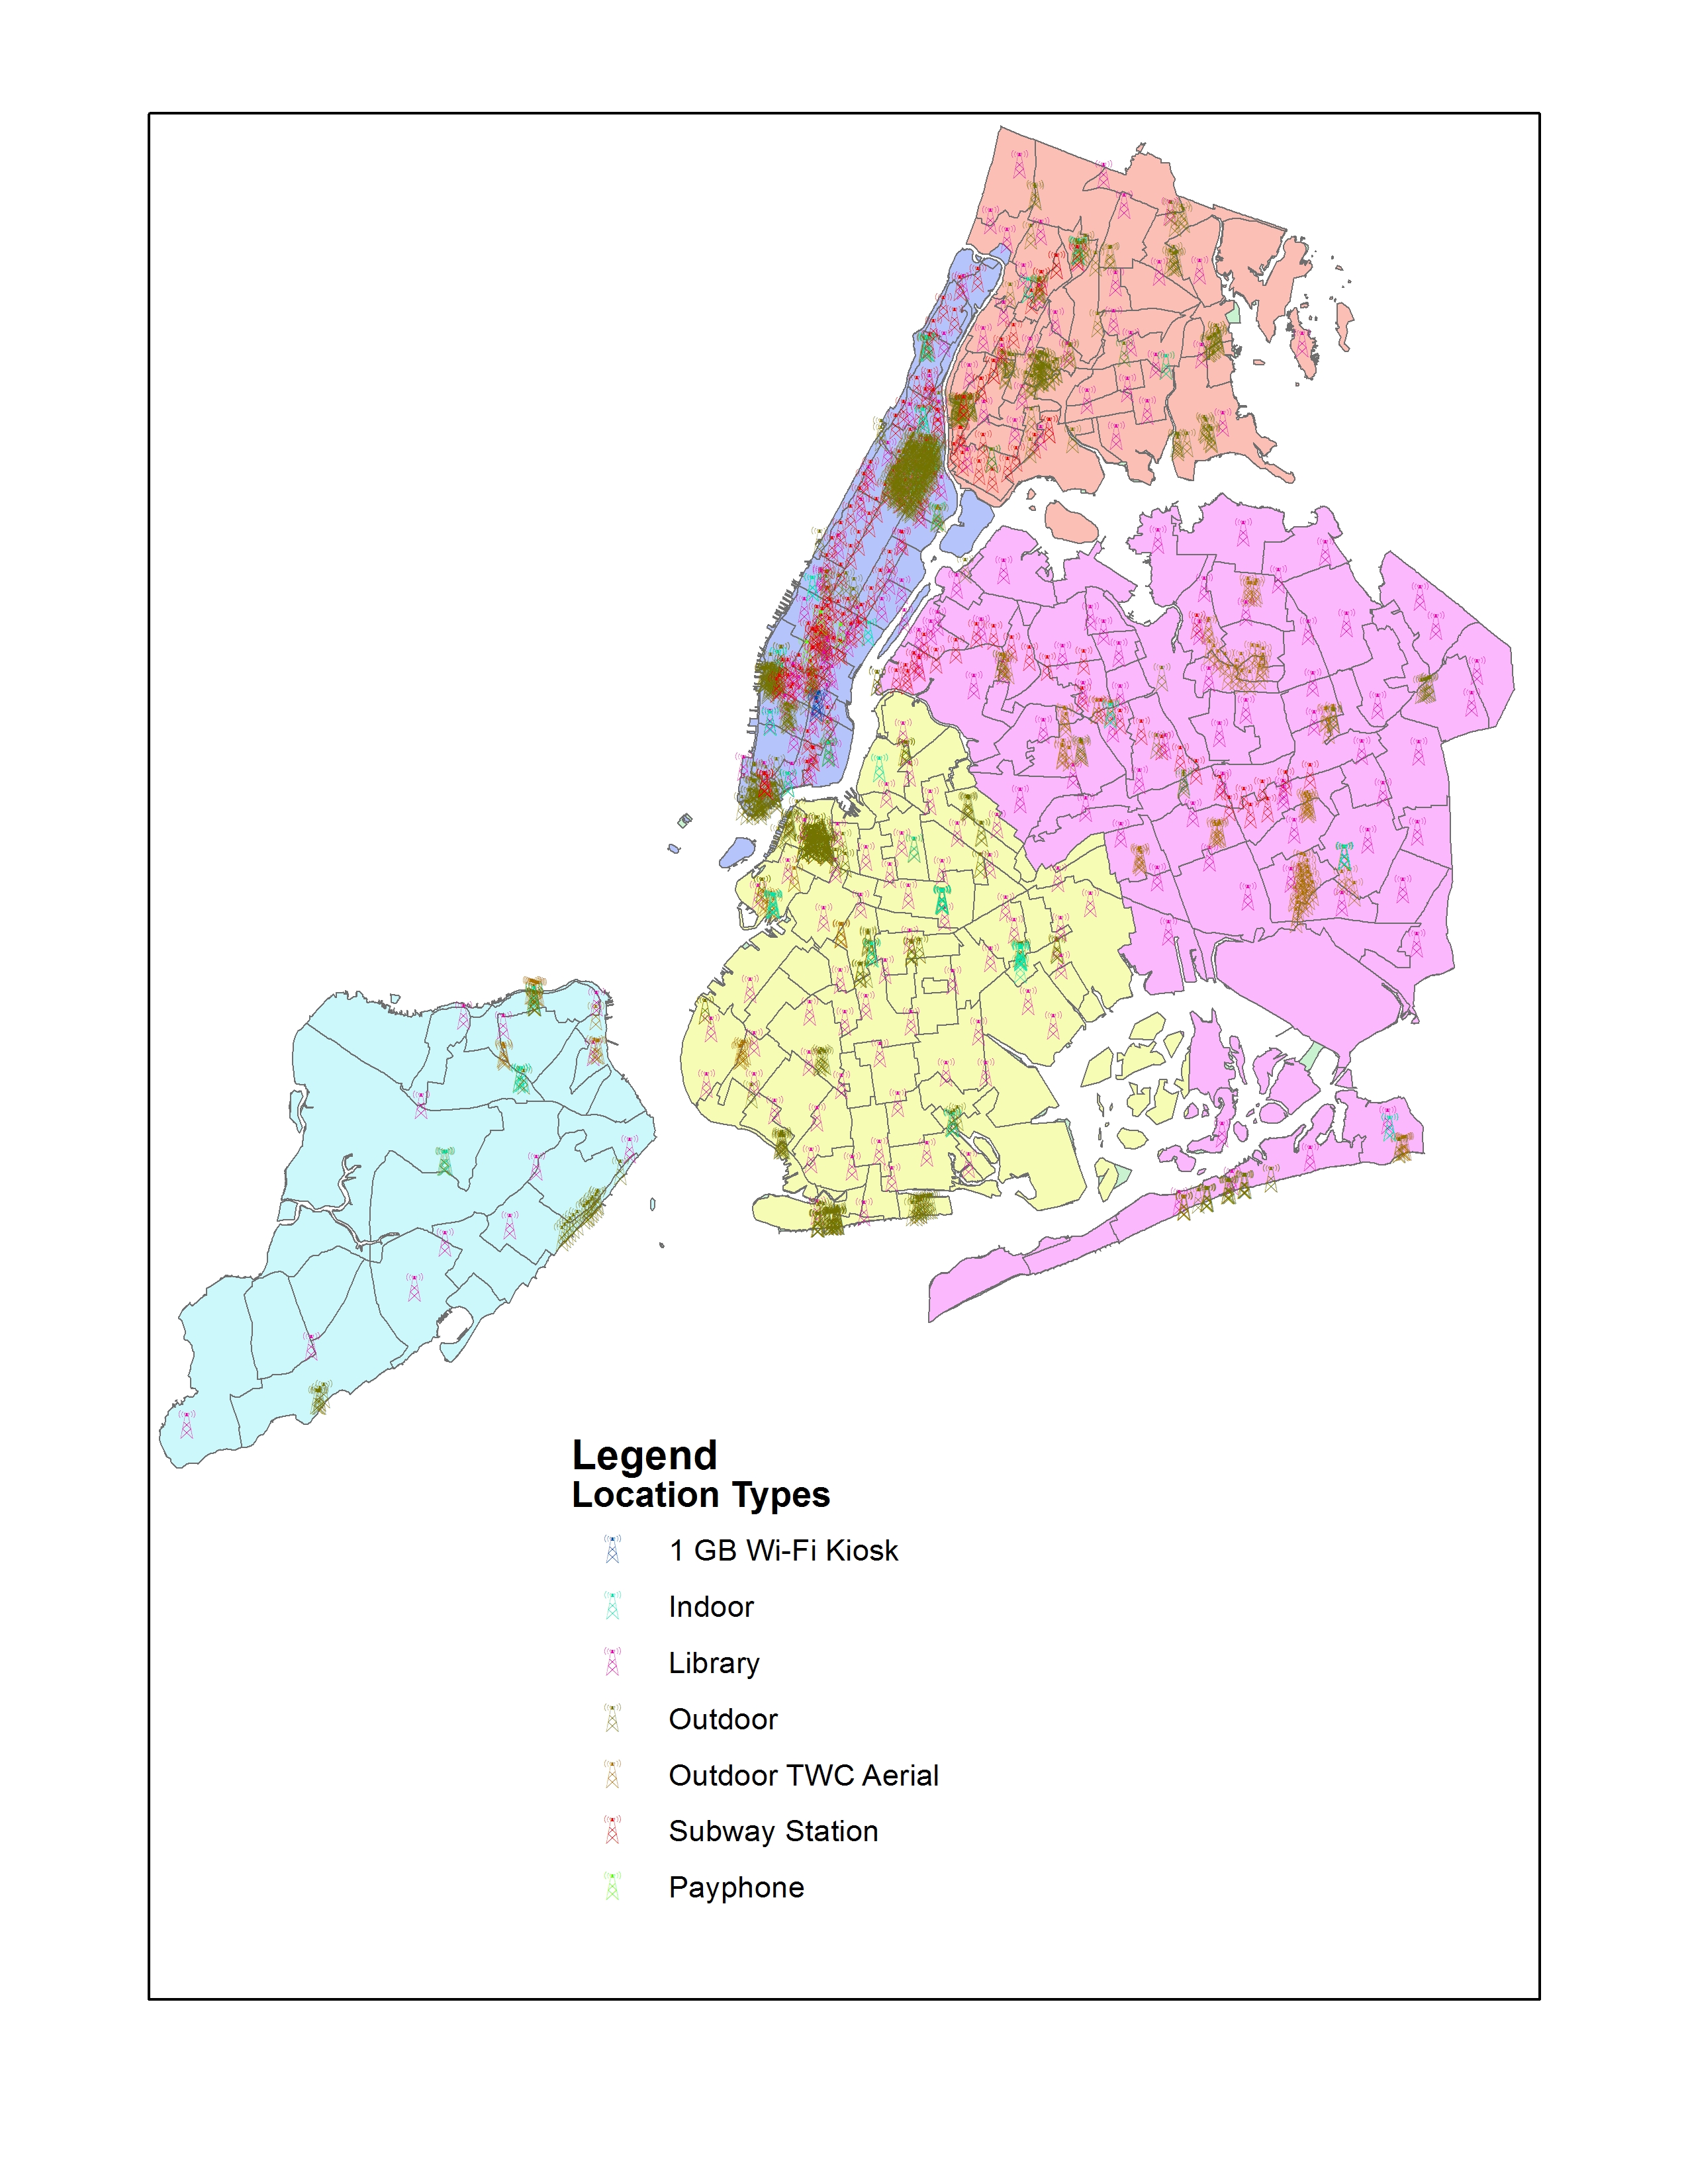 Legend
Location Types
1 GB Wi-Fi Kiosk
Indoor
Library
Outdoor
Outdoor TWC Aerial
Subway Station
Payphone